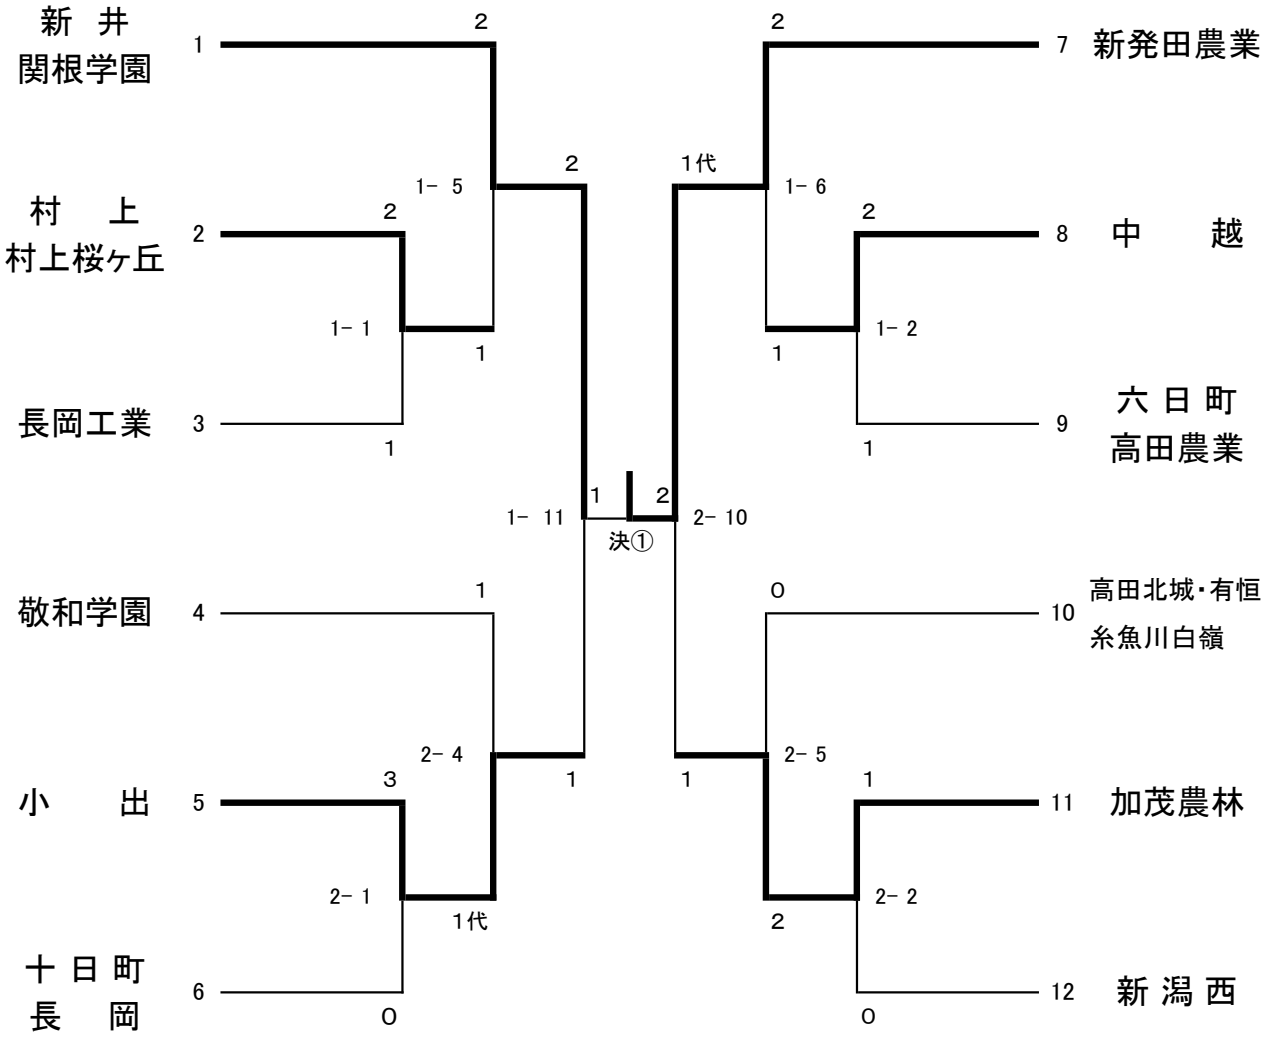 新 井
関根学園
1
2
村 上
村上桜ヶ丘
2
2
長岡工業
3
1
1- 1
1
1- 5
2
敬和学園
4
1
小 出
5
3
十 日 町
長 岡
6
0
2- 1
1代
2- 4
1
1- 11
1
2
決①
2- 10
2
7
新発田農業
1代
1- 6
2
8
中 越
1- 2
1
1
9
六 日 町
高田農業
0
10
高田北城・有恒
糸魚川白嶺
1
2- 5
1
11
加茂農林
2- 2
2
0
12
新 潟 西